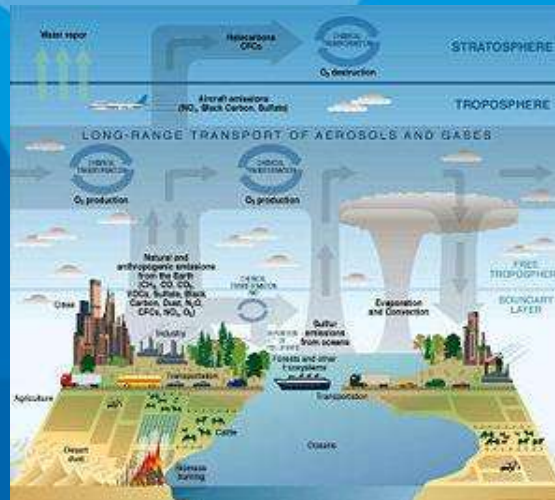 Water vapor
Halocarbons
CFCs
CHEMICAL
TRANSFORMATION
STRATOSPHERE
O₃ destruction
Aircraft emissions
(NOₓ, Black Carbon, Sulfate)
TROPOSPHERE
LONG-RANGE TRANSPORT OF AEROSOLS AND GASES
CHEMICAL
TRANSFORMATION
CHEMICAL
TRANSFORMATION
O₃ production
O₃ production
Natural and
anthropogenic emissions
from the Earth
(CH₄, CO, CO₂,
VOCs, Sulfate, Black
Carbon, Dust, N₂O,
CFCs, NOₓ, O₃)
CHEMICAL
TRANSFORMATION
FREE
TROPOSPHERE
BOUNDARY
LAYER
Evaporation
and Convection
Cities
Industry
Sulfur
emissions
from oceans
Forests and other
Ecosystems
Transportation
Transportation
Agriculture
Cattle
Oceans
Desert
dust
Biomass
burning